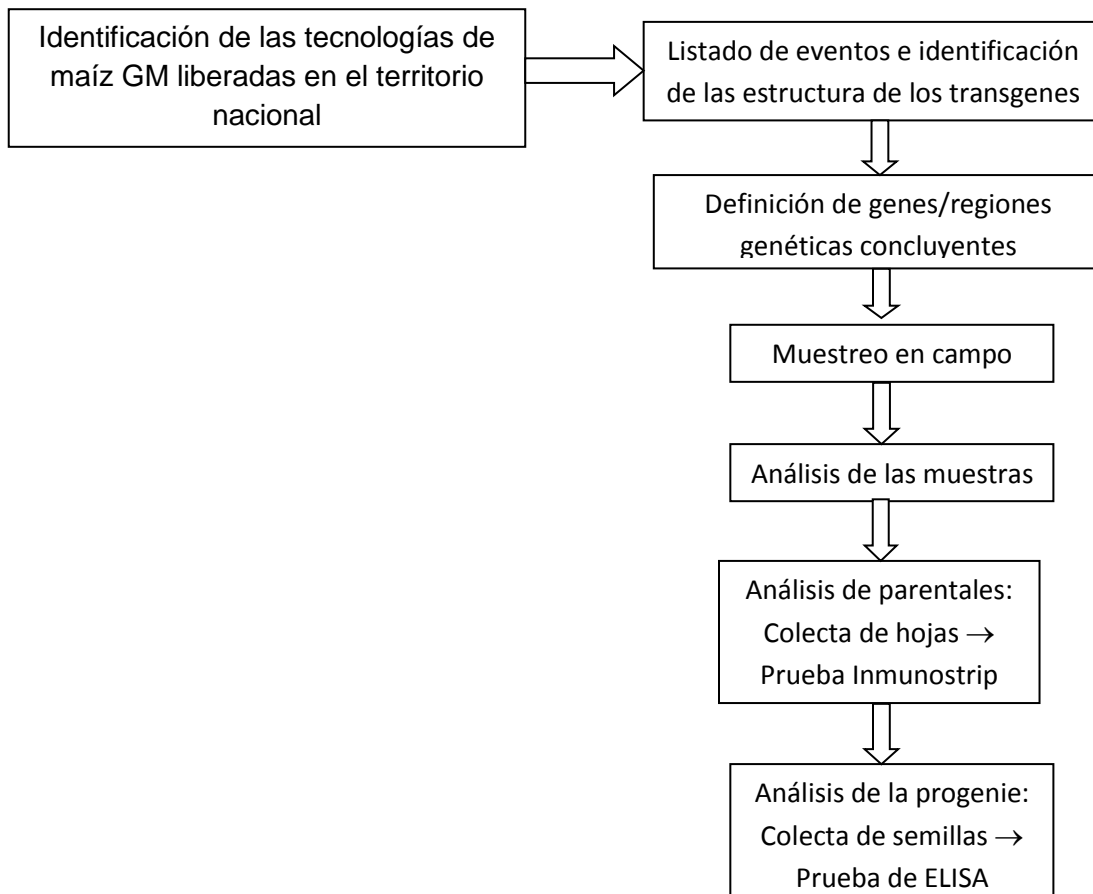 Identificación de las tecnologías de
maíz GM liberadas en el territorio
nacional
Listado de eventos e identificación
de las estructura de los transgenes
Definición de genes/regiones
genéticas concluyentes
Muestreo en campo
Análisis de las muestras
Análisis de parentales:
Colecta de hojas →
Prueba Inmunostrip
Análisis de la progenie:
Colecta de semillas →
Prueba de ELISA